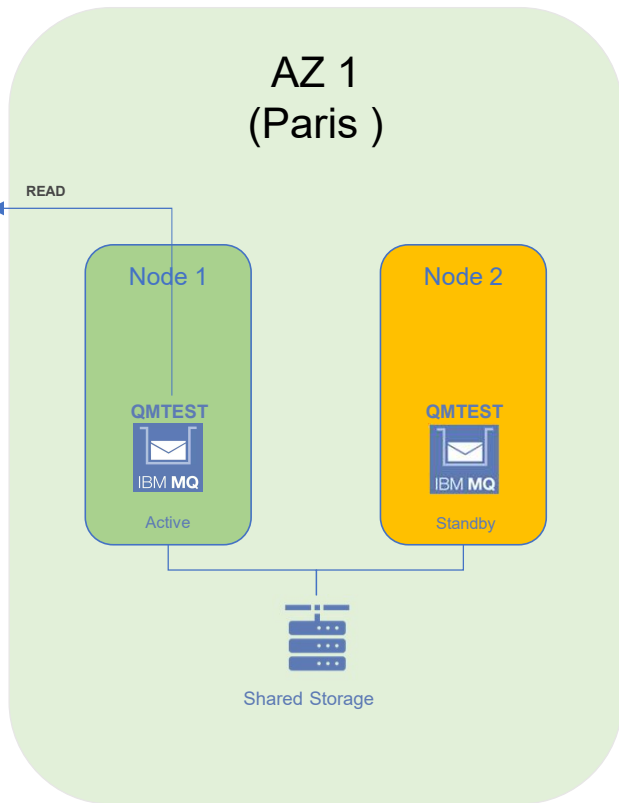 AZ 1
(Paris )
READ
Node 1
Node 2
QMTEST
QMTEST
IBM MQ
IBM MQ
Active
Standby
Shared Storage